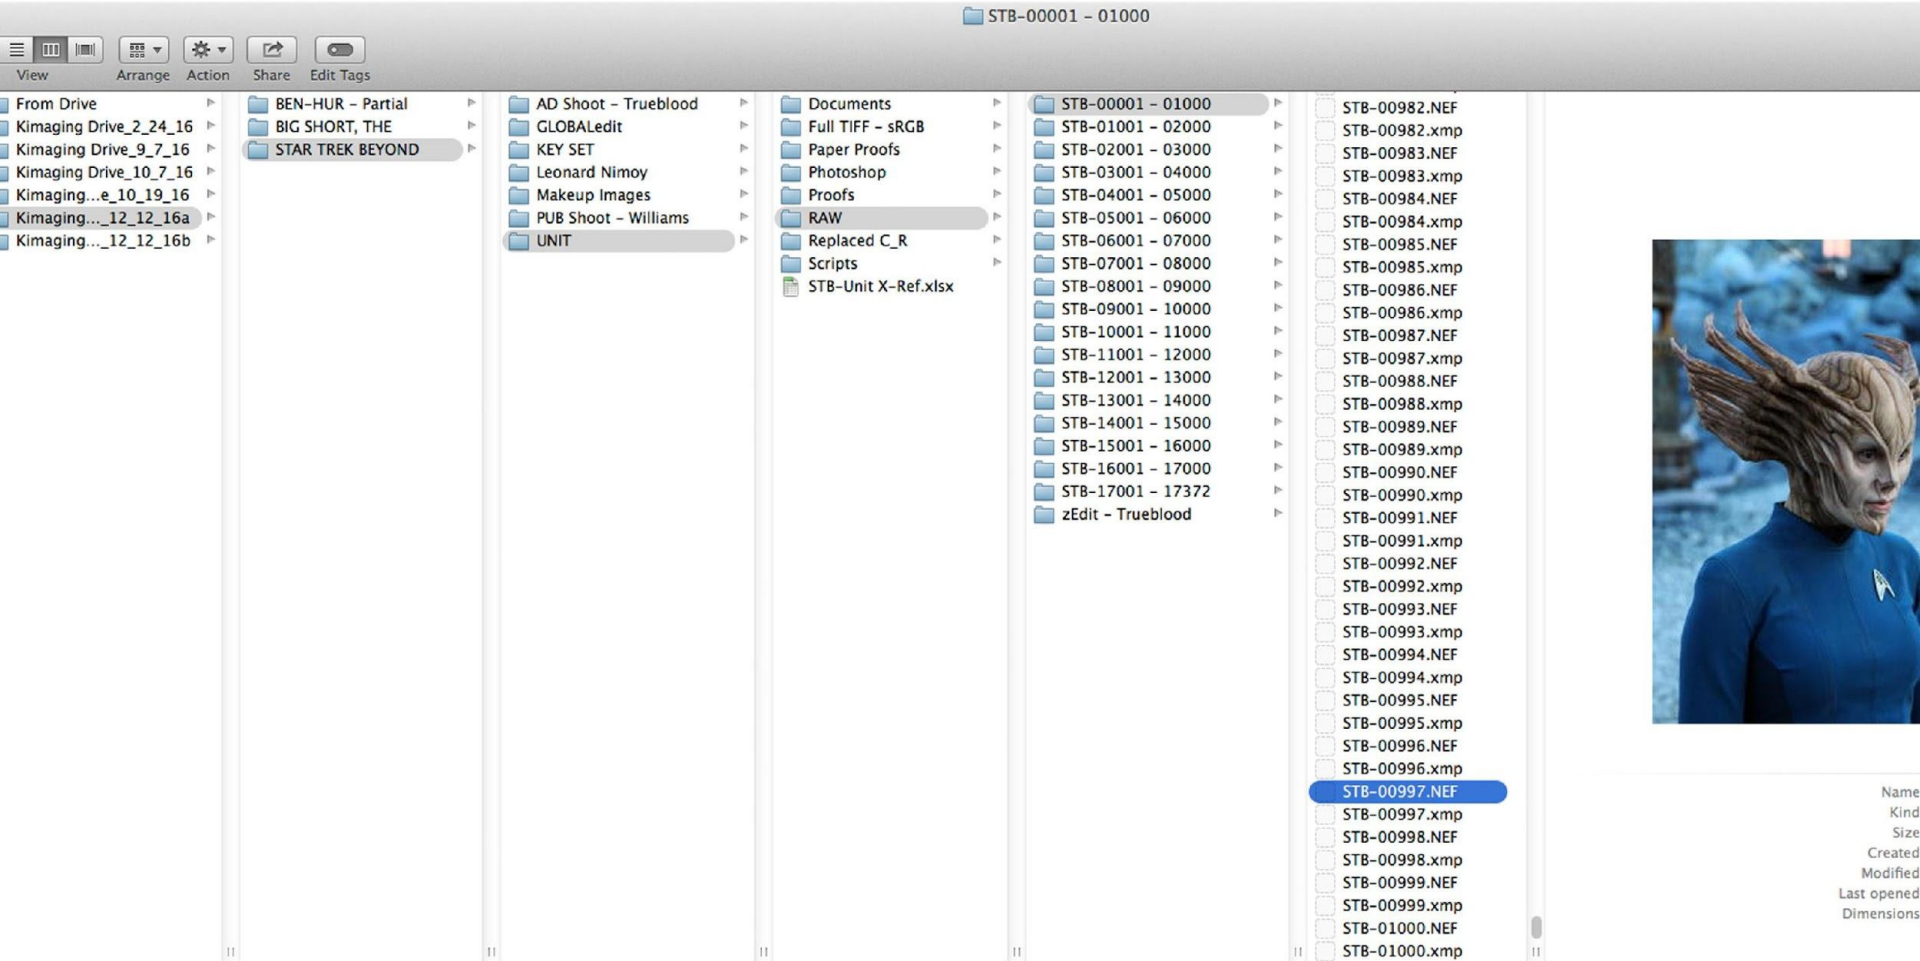 STB-00001 - 01000
View
Arrange
Action
Share
Edit Tags
From Drive
Kimaging Drive_2_24_16
Kimaging Drive_9_7_16
Kimaging Drive_10_7_16
Kimaging...e_10_19_16
Kimaging..._12_12_16a
Kimaging..._12_12_16b
BEN-HUR - Partial
BIG SHORT, THE
STAR TREK BEYOND
AD Shoot - Trueblood
GLOBALedit
KEY SET
Leonard Nimoy
Makeup Images
PUB Shoot - Williams
UNIT
Documents
Full TIFF - sRGB
Paper Proofs
Photoshop
Proofs
RAW
Replaced C_R
Scripts
STB-Unit X-Ref.xlsx
STB-00001 - 01000
STB-01001 - 02000
STB-02001 - 03000
STB-03001 - 04000
STB-04001 - 05000
STB-05001 - 06000
STB-06001 - 07000
STB-07001 - 08000
STB-08001 - 09000
STB-09001 - 10000
STB-10001 - 11000
STB-11001 - 12000
STB-12001 - 13000
STB-13001 - 14000
STB-14001 - 15000
STB-15001 - 16000
STB-16001 - 17000
STB-17001 - 17372
zEdit - Trueblood
STB-00982.NEF
STB-00982.xmp
STB-00983.NEF
STB-00983.xmp
STB-00984.NEF
STB-00984.xmp
STB-00985.NEF
STB-00985.xmp
STB-00986.NEF
STB-00986.xmp
STB-00987.NEF
STB-00987.xmp
STB-00988.NEF
STB-00988.xmp
STB-00989.NEF
STB-00989.xmp
STB-00990.NEF
STB-00990.xmp
STB-00991.NEF
STB-00991.xmp
STB-00992.NEF
STB-00992.xmp
STB-00993.NEF
STB-00993.xmp
STB-00994.NEF
STB-00994.xmp
STB-00995.NEF
STB-00995.xmp
STB-00996.NEF
STB-00996.xmp
STB-00997.NEF
STB-00997.xmp
STB-00998.NEF
STB-00998.xmp
STB-00999.NEF
STB-00999.xmp
STB-01000.NEF
STB-01000.xmp
Name
Kind
Size
Created
Modified
Last opened
Dimensions